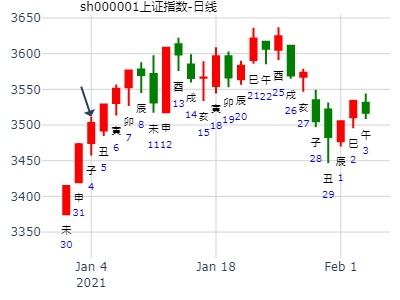 sh000001上证指数-日线
3650
3600
3550
3500
3450
3400
3350
未 30
申 31
子 4
丑 5
寅 6
卯 7
辰 8
未 11
申 12
酉 13
戌 14
亥 15
寅 18
卯 19
辰 20
巳 21
午 22
酉 25
戌 26
亥 27
子 28
丑 29
辰 1
巳 2
午 3
Jan 4
Jan 18
Feb 1
2021